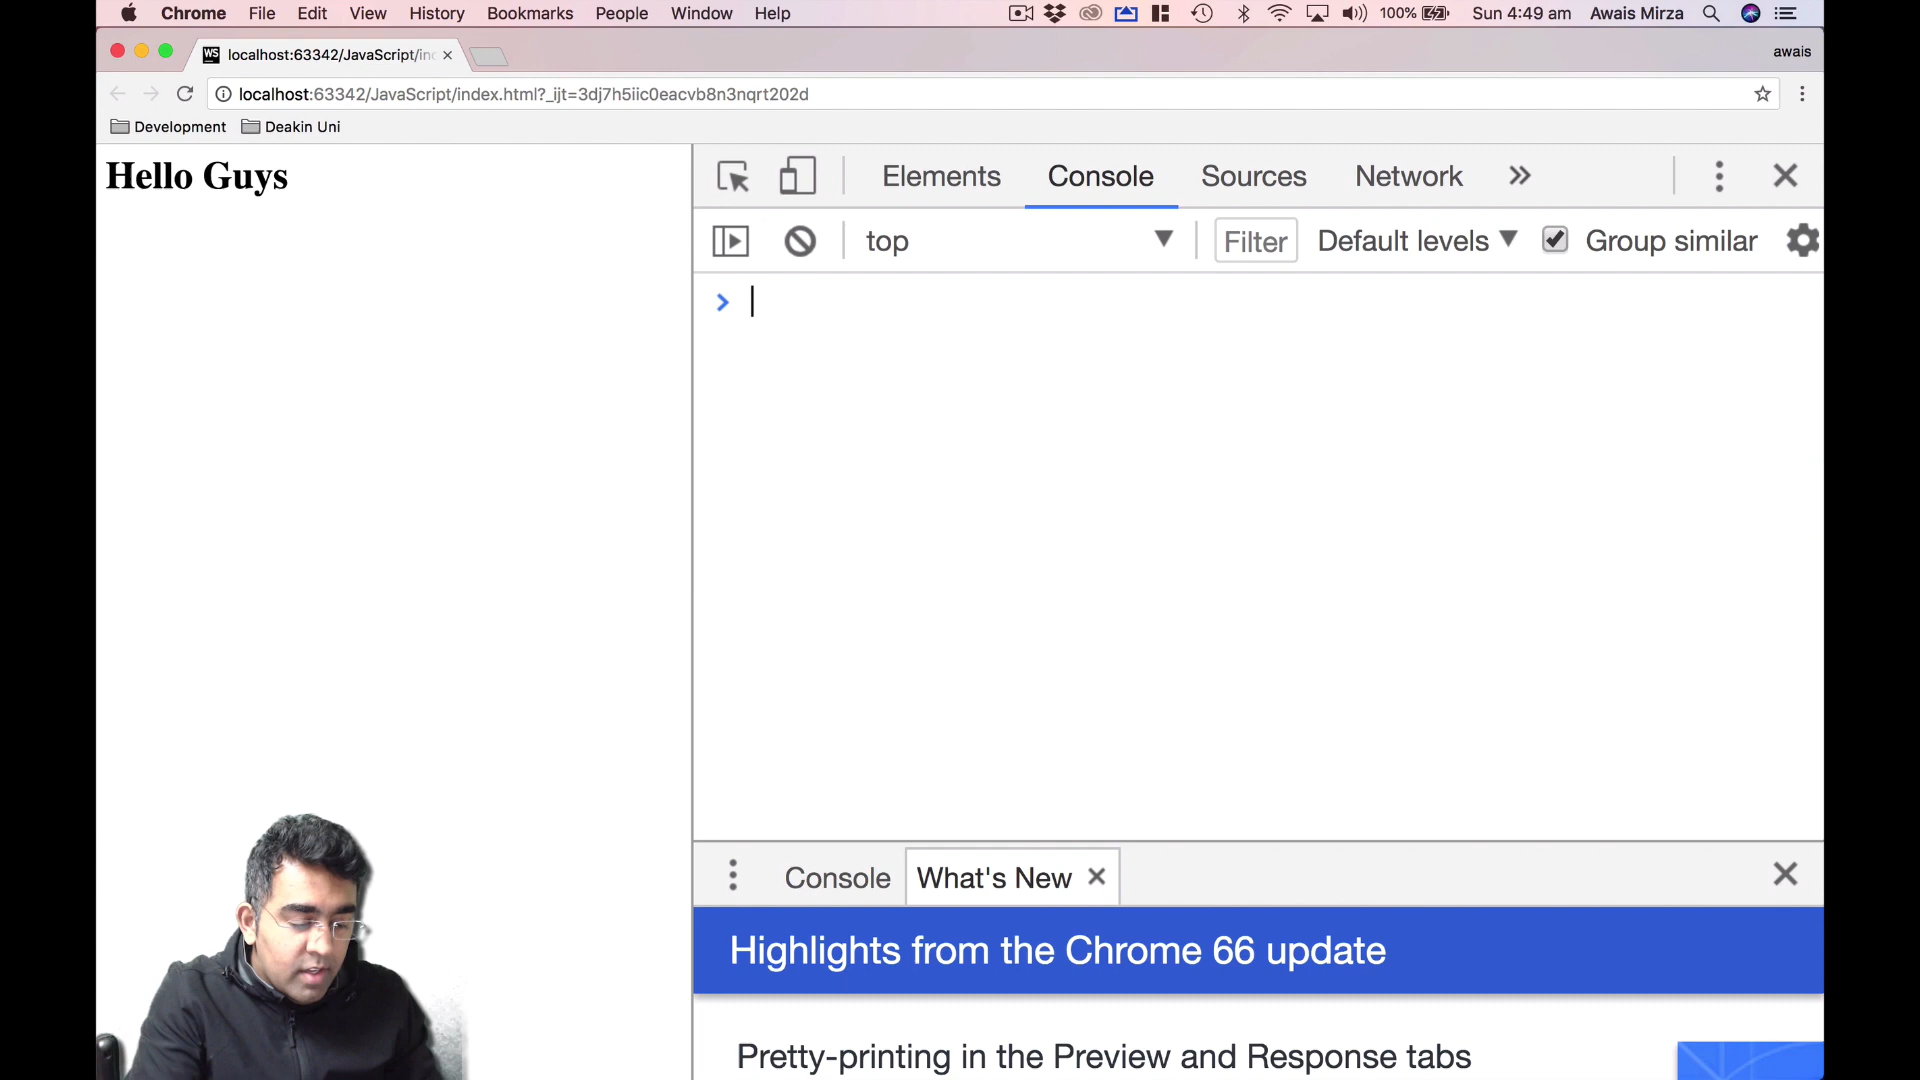 Chrome File Edit View History Bookmarks People Window Help 100% Sun 4:49 am Awais Mirza
WS localhost:63342/JavaScript/in awais
localhost:63342/JavaScript/index.html?_ijt=3dj7h5iic0eacvb8n3nqrt202d
Development Deakin Uni
Hello Guys
Elements Console Sources Network
top Filter Default levels Group similar
Console What's New
Highlights from the Chrome 66 update
Pretty-printing in the Preview and Response tabs